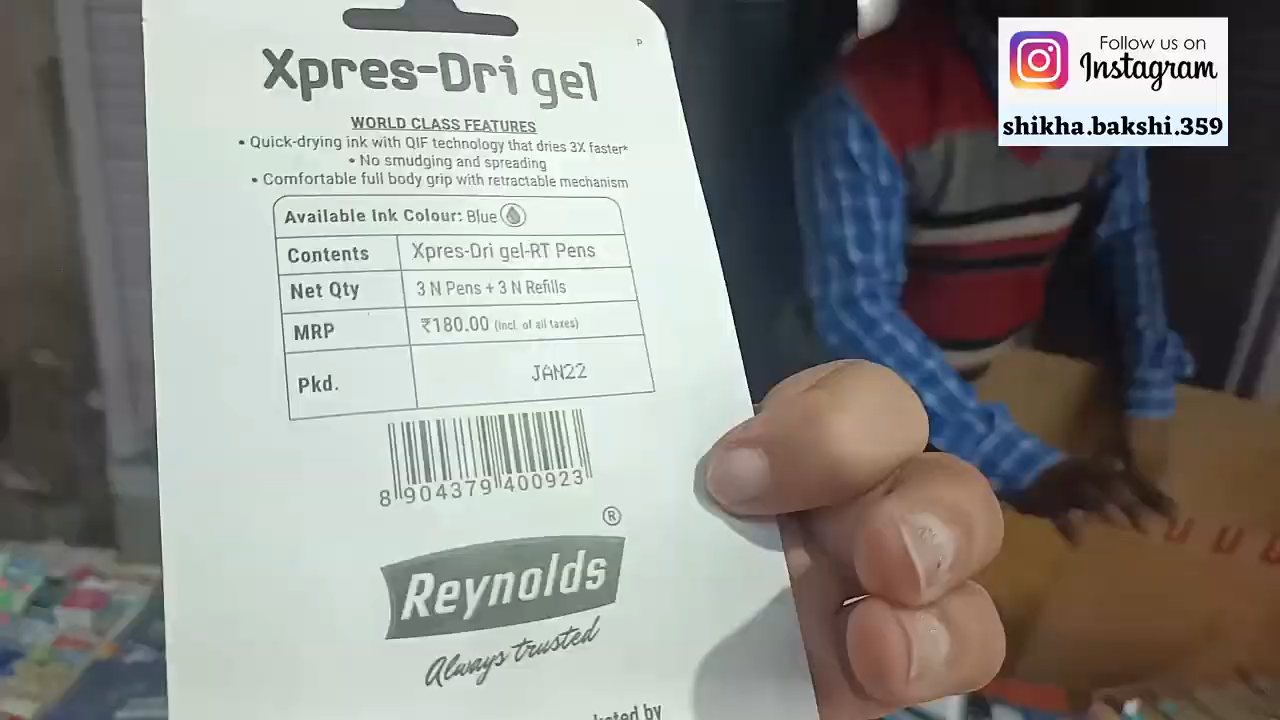 Xpres-Dri gel
P
WORLD CLASS FEATURES
• Quick-drying ink with QIF technology that dries 3X faster*
• No smudging and spreading
• Comfortable full body grip with retractable mechanism
Available Ink Colour: Blue
Contents Xpres-Dri gel-RT Pens
Net Qty 3 N Pens + 3 N Refills
MRP ₹180.00 (incl. of all taxes)
Pkd. JAN22
8 904379 400923
®
Reynolds
Always trusted
by
Follow us on
Instagram
shikha.bakshi.359